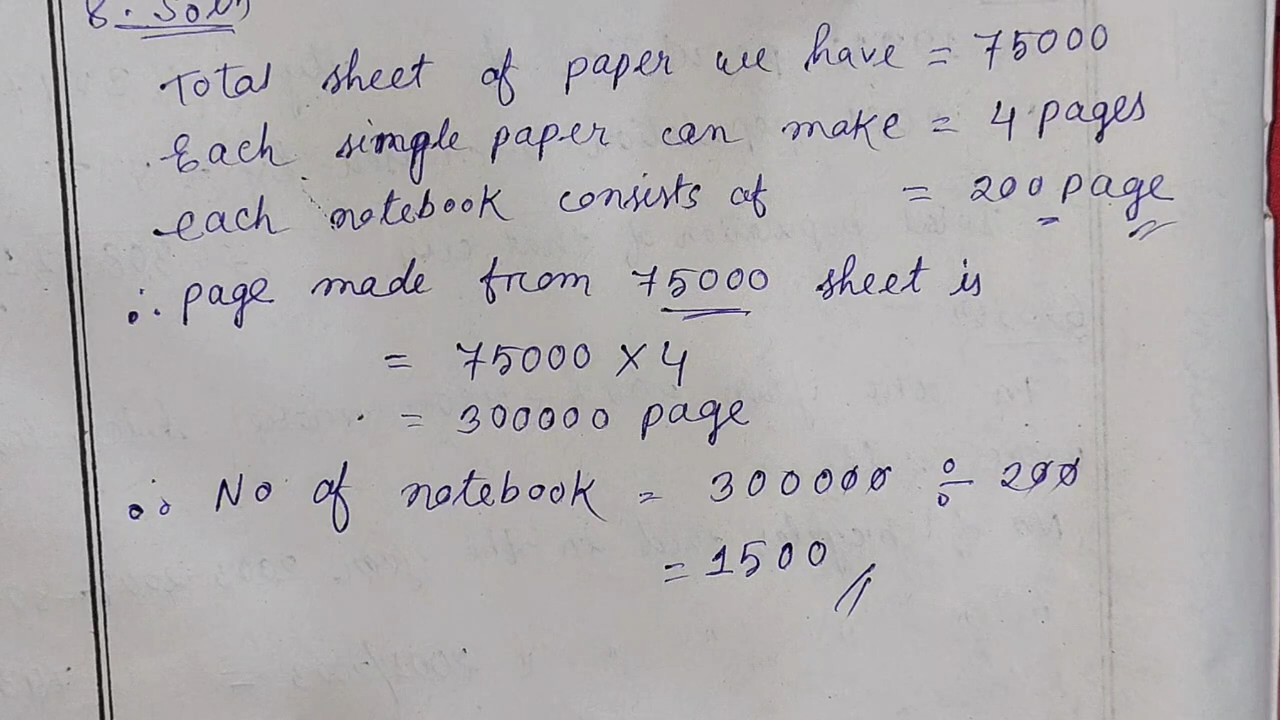 8. Soln
Total sheet of paper we have = 75000
Each simgle paper can make = 4 pages
each notebook consists of = 200 page
∴ page made from 75000 sheet is
= 75000 × 4
= 300000 page
∴ No of notebook = 300000 ÷ 200
= 1500